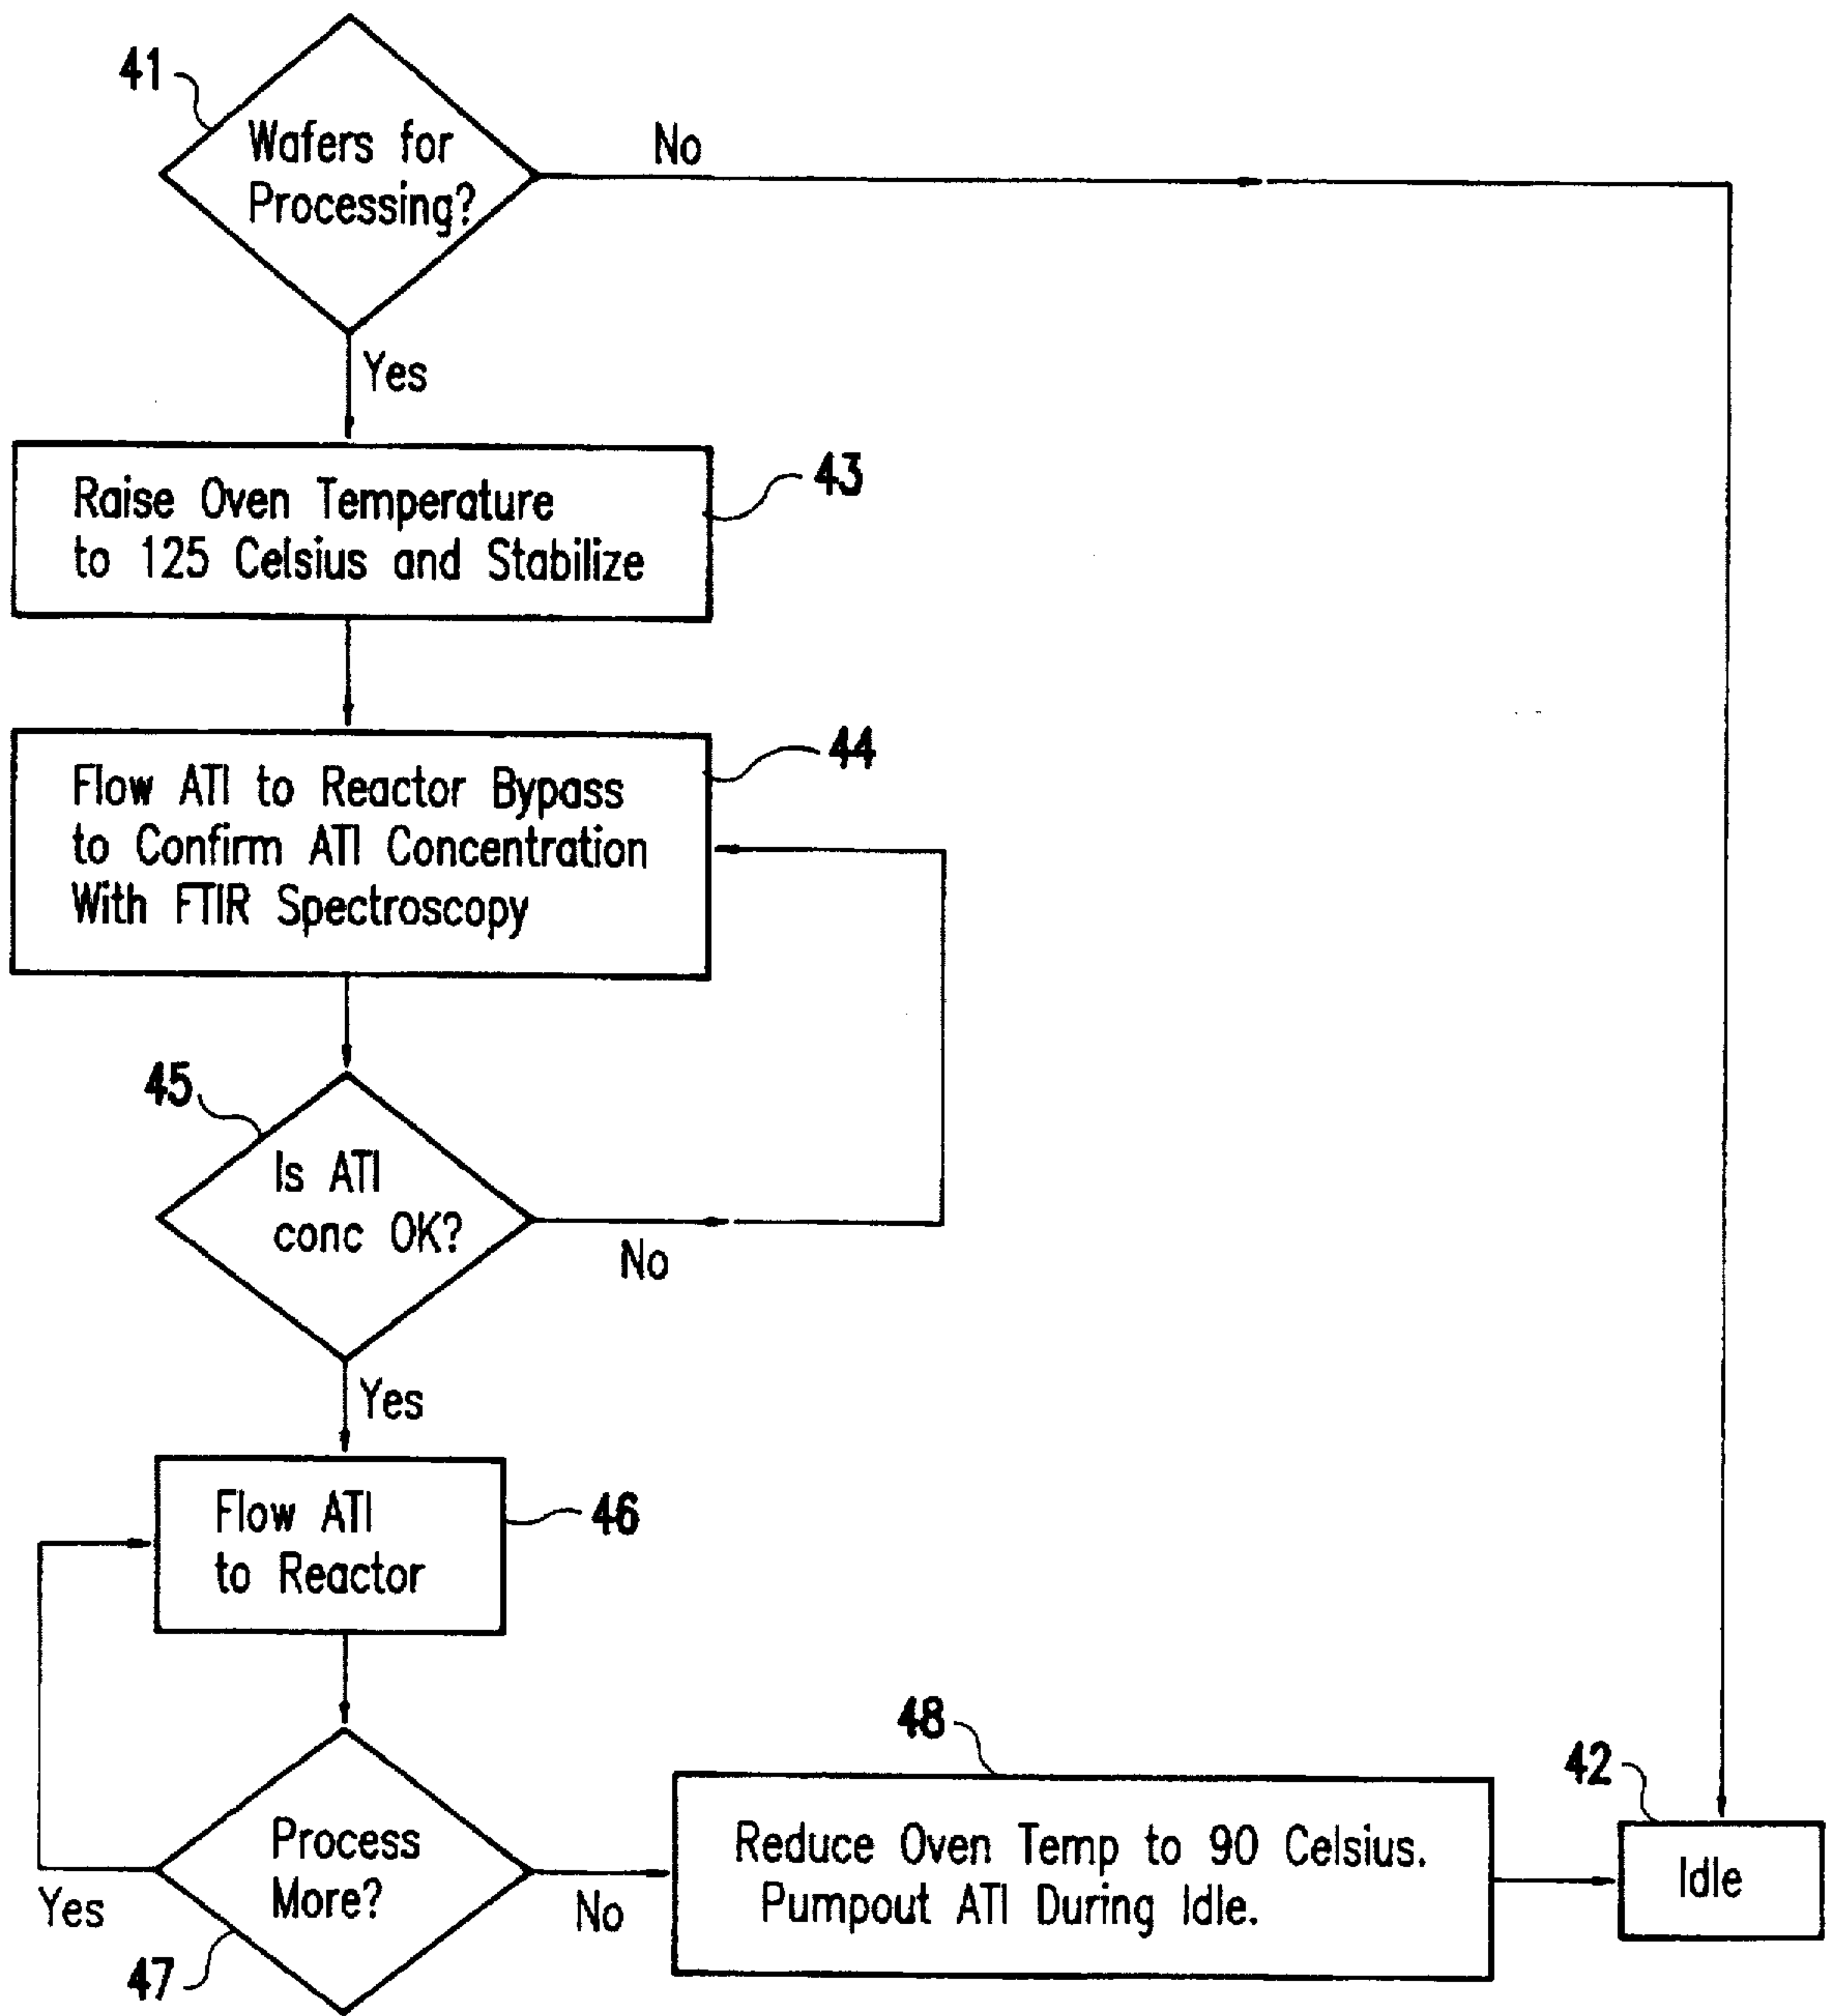 41
Wafers for
Processing?
No
Yes
Raise Oven Temperature
to 125 Celsius and Stabilize
43
Flow ATI to Reactor Bypass
to Confirm ATI Concentration
With FTIR Spectroscopy
44
45
Is ATI
conc OK?
No
Yes
Flow ATI
to Reactor
46
Process
More?
Yes
No
47
48
Reduce Oven Temp to 90 Celsius.
Pumpout ATI During Idle.
42
Idle